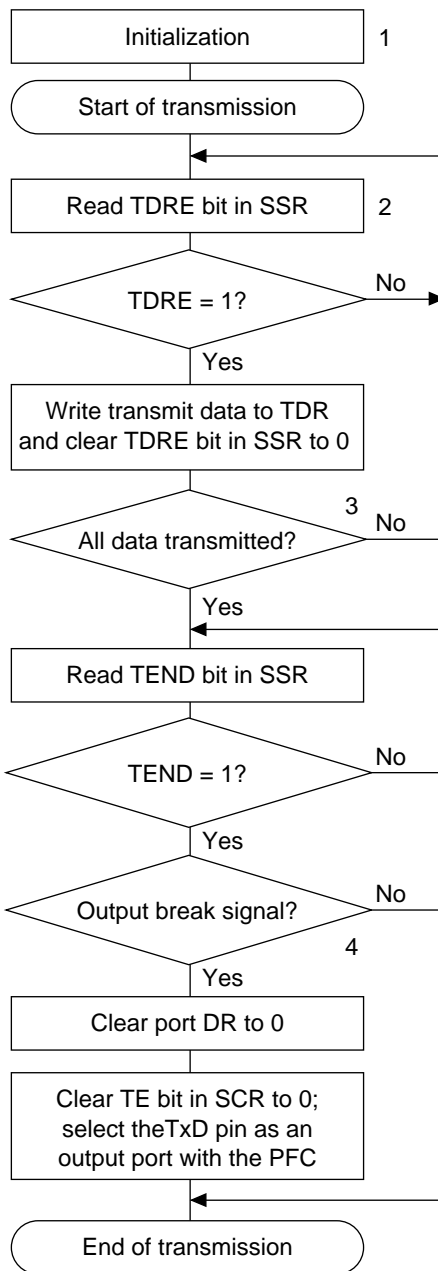 Initialization
1
Start of transmission
Read TDRE bit in SSR
2
TDRE = 1?
No
Yes
Write transmit data to TDR
and clear TDRE bit in SSR to 0
3
All data transmitted?
No
Yes
Read TEND bit in SSR
TEND = 1?
No
Yes
Output break signal?
No
4
Yes
Clear port DR to 0
Clear TE bit in SCR to 0;
select theTxD pin as an
output port with the PFC
End of transmission